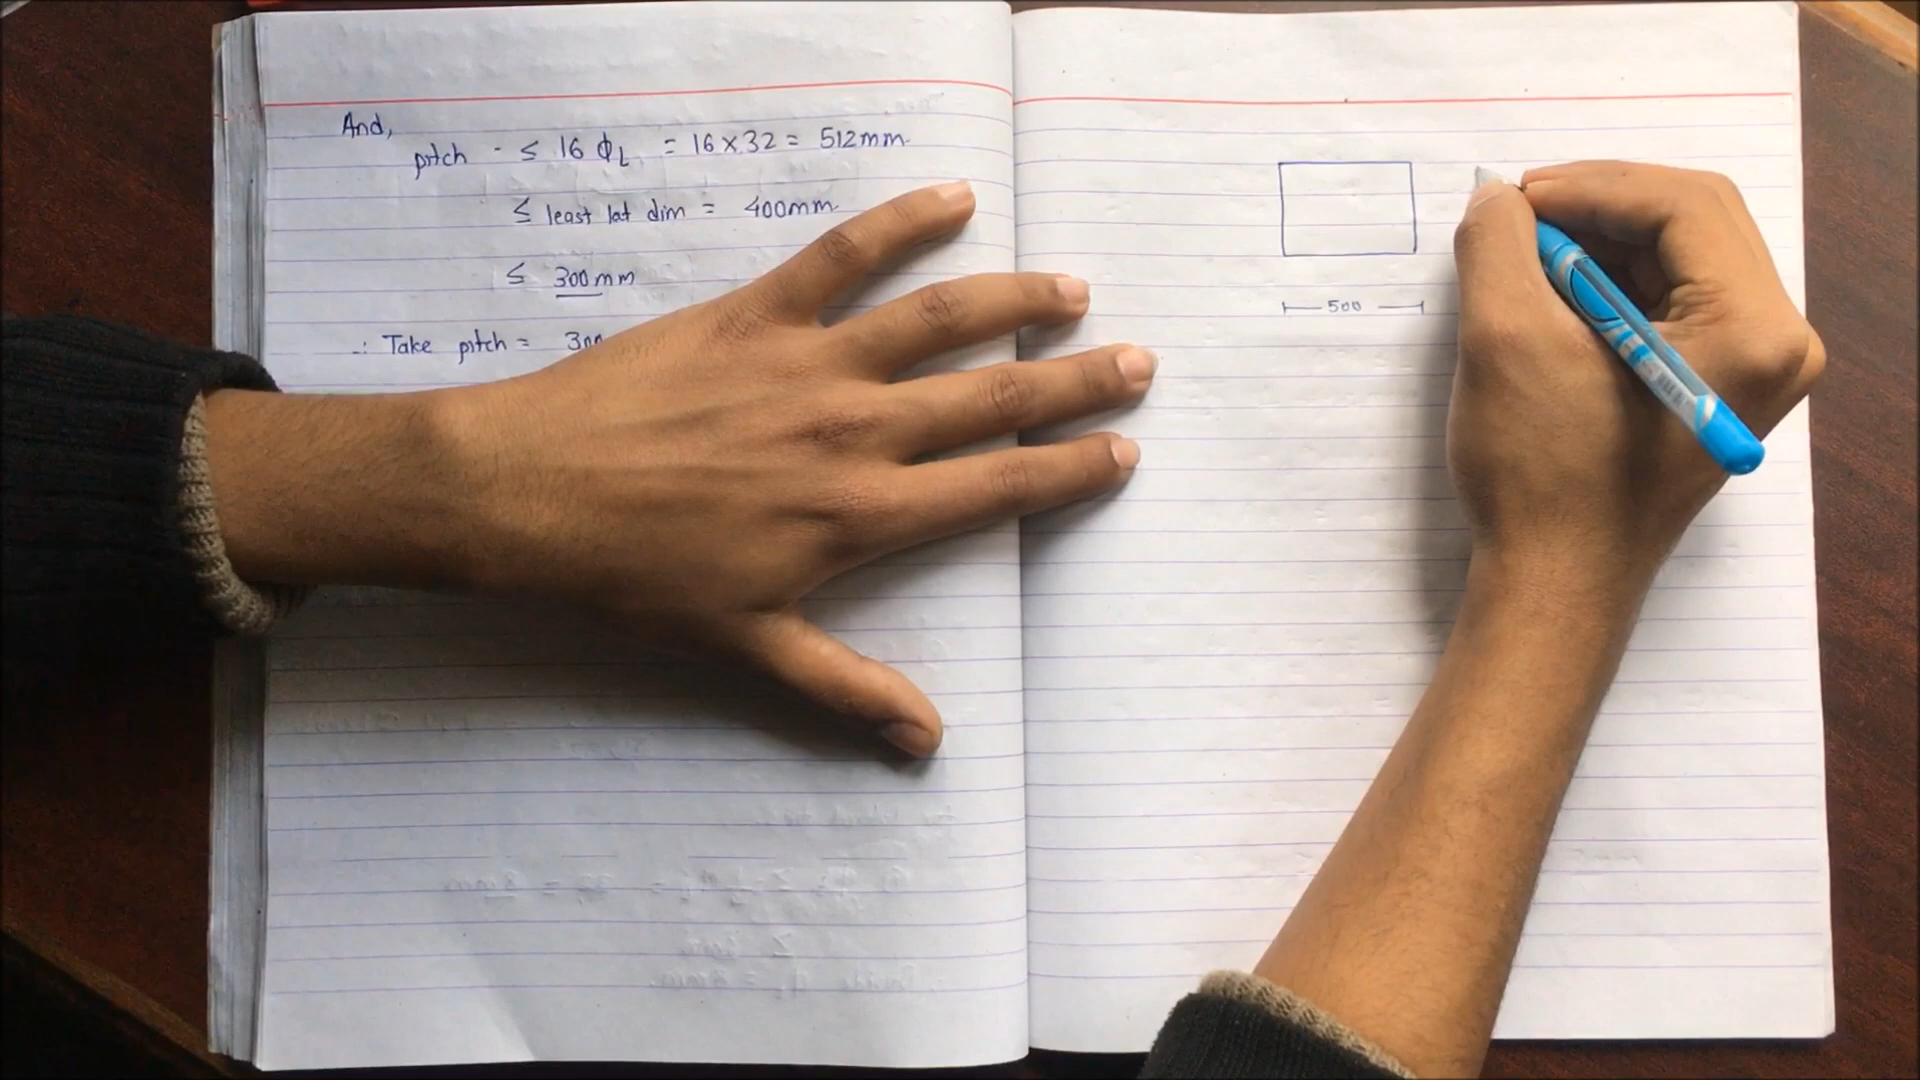 And,
pitch ≤ 16 ϕL = 16 × 32 = 512mm
≤ least lat dim = 400mm
≤ 300mm
∴ Take pitch =
500